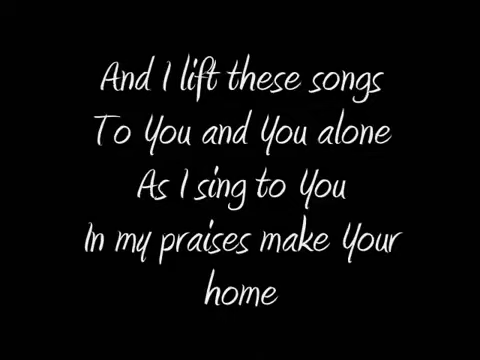 And I lift these songs
To You and You alone
As I sing to You
In my praises make Your
home